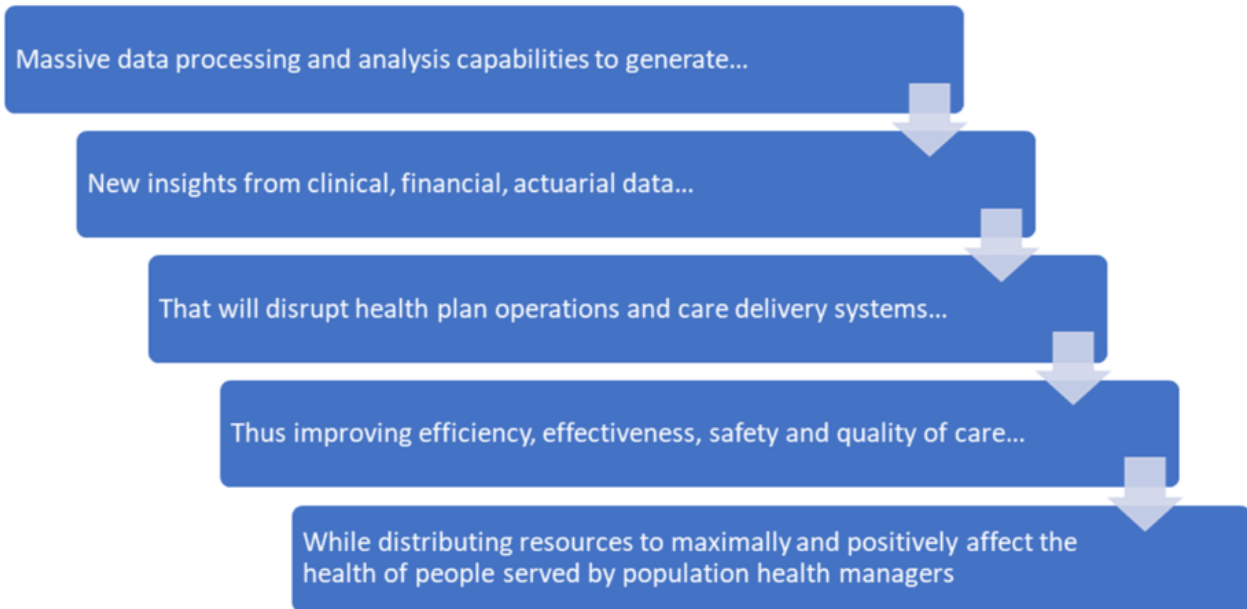 Massive data processing and analysis capabilities to generate…
New insights from clinical, financial, actuarial data…
That will disrupt health plan operations and care delivery systems…
Thus improving efficiency, effectiveness, safety and quality of care…
While distributing resources to maximally and positively affect the
health of people served by population health managers